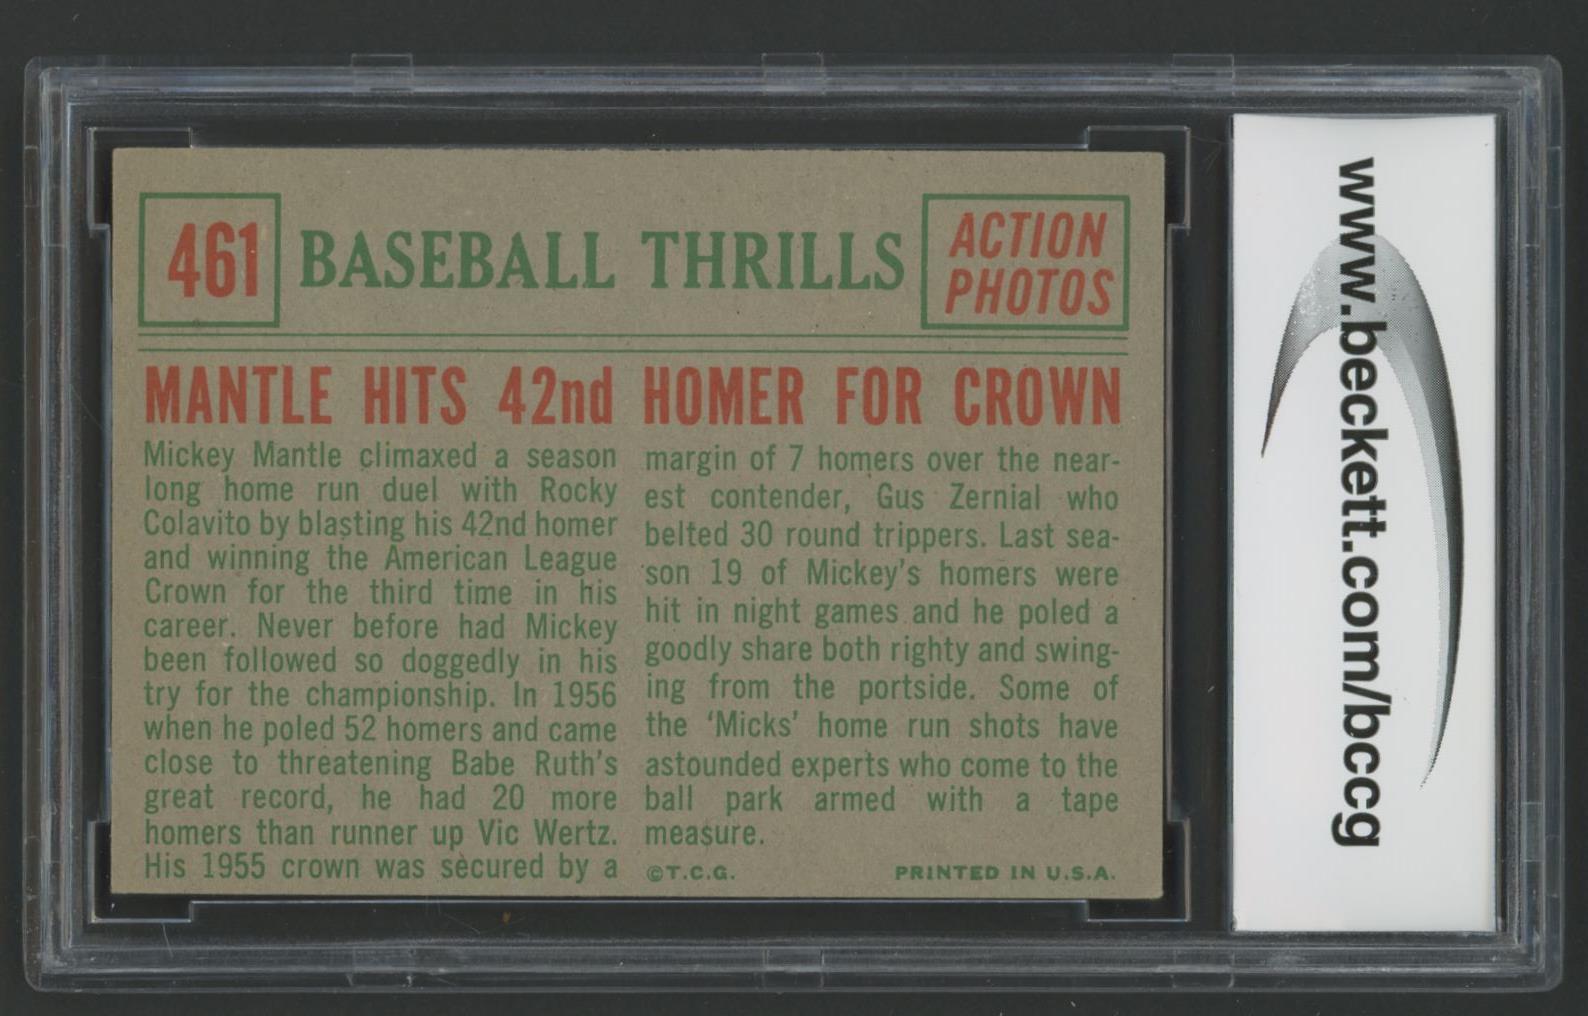 461 BASEBALL THRILLS ACTION PHOTOS
MANTLE HITS 42nd HOMER FOR CROWN
Mickey Mantle climaxed a season
long home run duel with Rocky
Colavito by blasting his 42nd homer
and winning the American League
Crown for the third time in his
career. Never before had Mickey
been followed so doggedly in his
try for the championship. In 1956
when he poled 52 homers and came
close to threatening Babe Ruth's
great record, he had 20 more
homers than runner up Vic Wertz.
His 1955 crown was secured by a
margin of 7 homers over the near-
est contender, Gus Zernial who
belted 30 round trippers. Last sea-
son 19 of Mickey's homers were
hit in night games and he poled a
goodly share both righty and swing-
ing from the portside. Some of
the 'Micks' home run shots have
astounded experts who come to the
ball park armed with a tape
measure.
©T.C.G. PRINTED IN U.S.A.
www.beckett.com/bccg